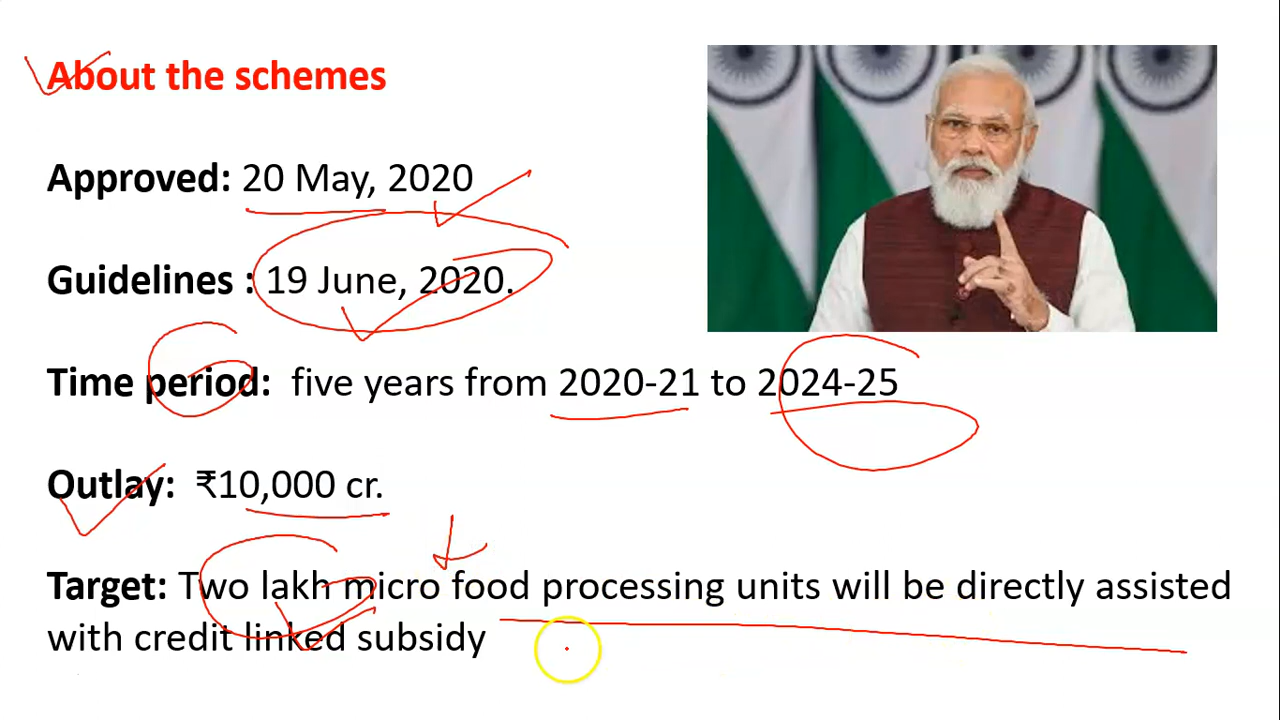 About the schemes
Approved: 20 May, 2020
Guidelines : 19 June, 2020.
Time period: five years from 2020-21 to 2024-25
Outlay: ₹10,000 cr.
Target: Two lakh micro food processing units will be directly assisted
with credit linked subsidy